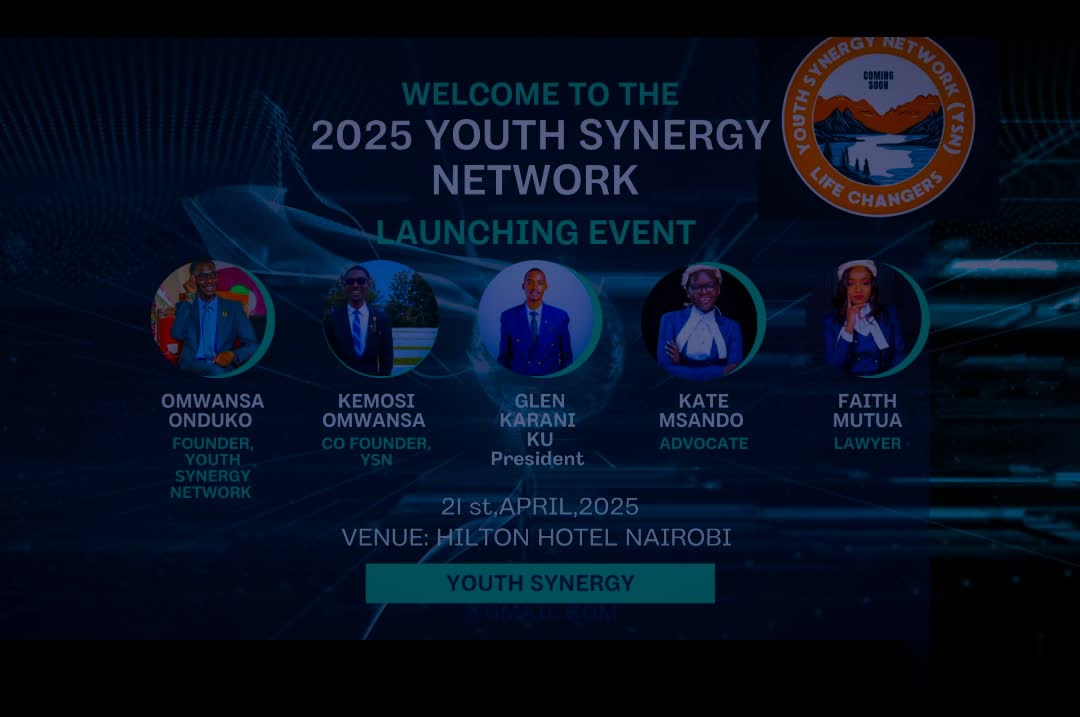 WELCOME TO THE
2025 YOUTH SYNERGY
NETWORK
LAUNCHING EVENT
YOUTH SYNERGY NETWORK (YSN)
COMING
SOON
LIFE CHANGERS
OMWANSA
ONDUKO
FOUNDER,
YOUTH
SYNERGY
NETWORK
KEMOSI
OMWANSA
CO FOUNDER,
YSN
GLEN
KARANI
KU
President
KATE
MSANDO
ADVOCATE
FAITH
MUTUA
LAWYER
21 st,APRIL,2025
VENUE: HILTON HOTEL NAIROBI
YOUTH SYNERGY